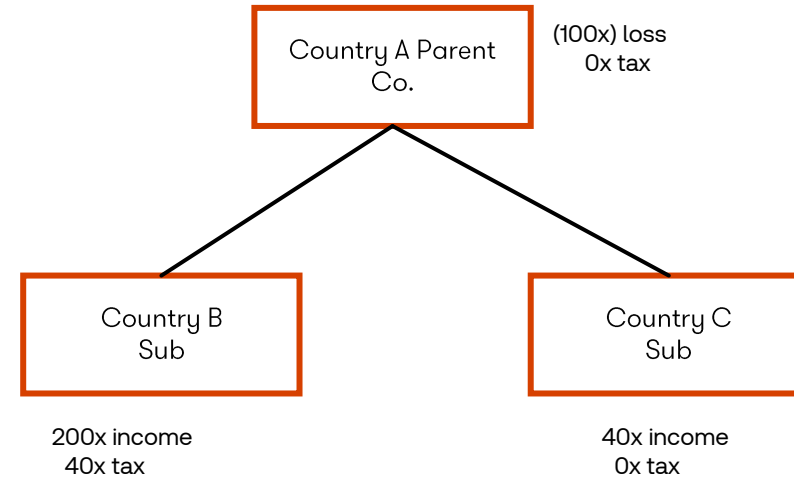 Country A Parent
Co.
(100x) loss
0x tax
Country B
Sub
Country C
Sub
200x income
40x tax
40x income
0x tax